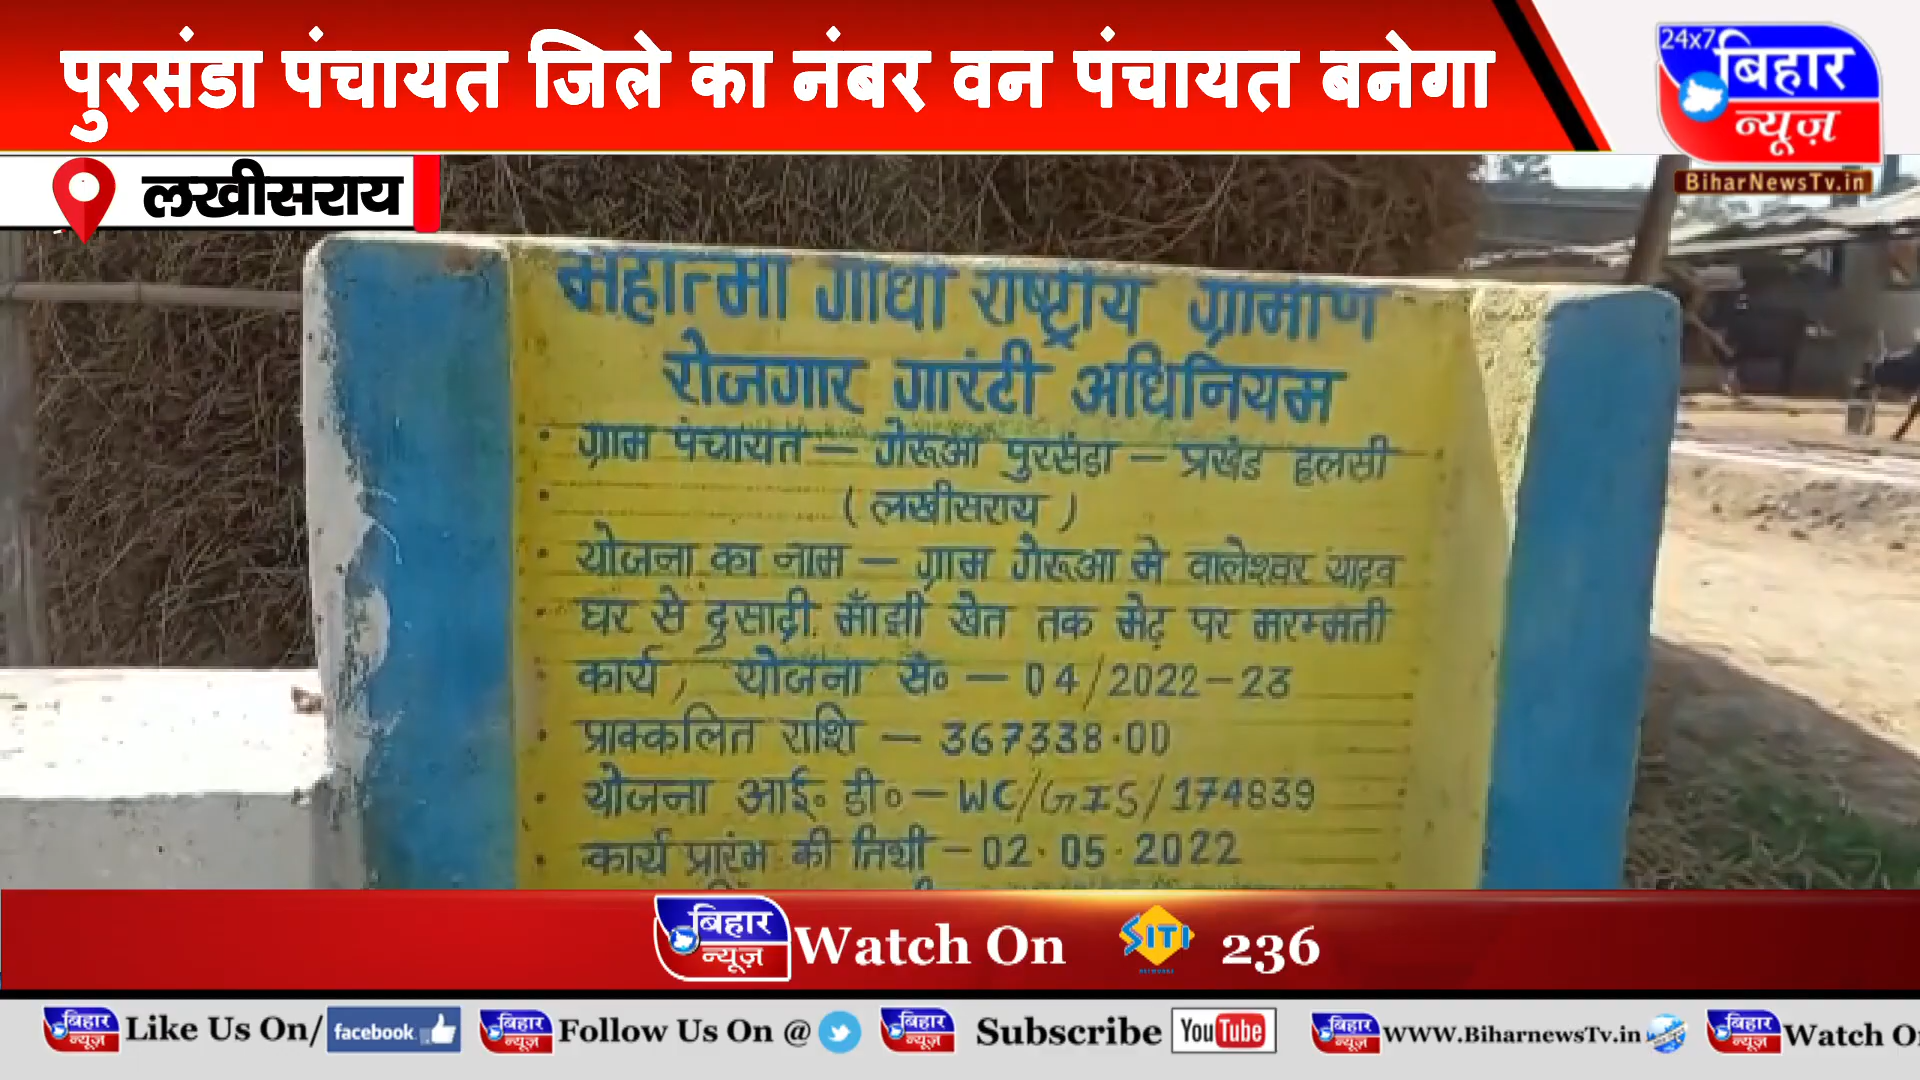 पुरसंडा पंचायत जिले का नंबर वन पंचायत बनेगा
24x7
बिहार
न्यूज़
BiharNewsTv.in
लखीसराय
महात्मा गांधी राष्ट्रीय ग्रामीण
रोजगार गारंटी अधिनियम
ग्राम पंचायत — गेरूआ पुरसंडा — प्रखंड हलसी
( लखीसराय )
योजना का नाम — ग्राम गेरूआ मे वालेश्वर यादव
घर से दुसाद्री माँझी खेत तक मेढ़ पर मरम्मती
कार्य, योजना सं० — 04/2022-23
प्राक्कलित राशि — 367338.00
योजना आई० डी० — WC/GIS/174839
कार्य प्रारंभ की तिथी — 02.05.2022
बिहार
न्यूज़
Watch On SITI 236
NETWORKS
बिहार न्यूज़ Like Us On/ facebook बिहार न्यूज़ Follow Us On @ बिहार न्यूज़ Subscribe YouTube बिहार न्यूज़ www.BiharnewsTv.in बिहार न्यूज़ Watch O